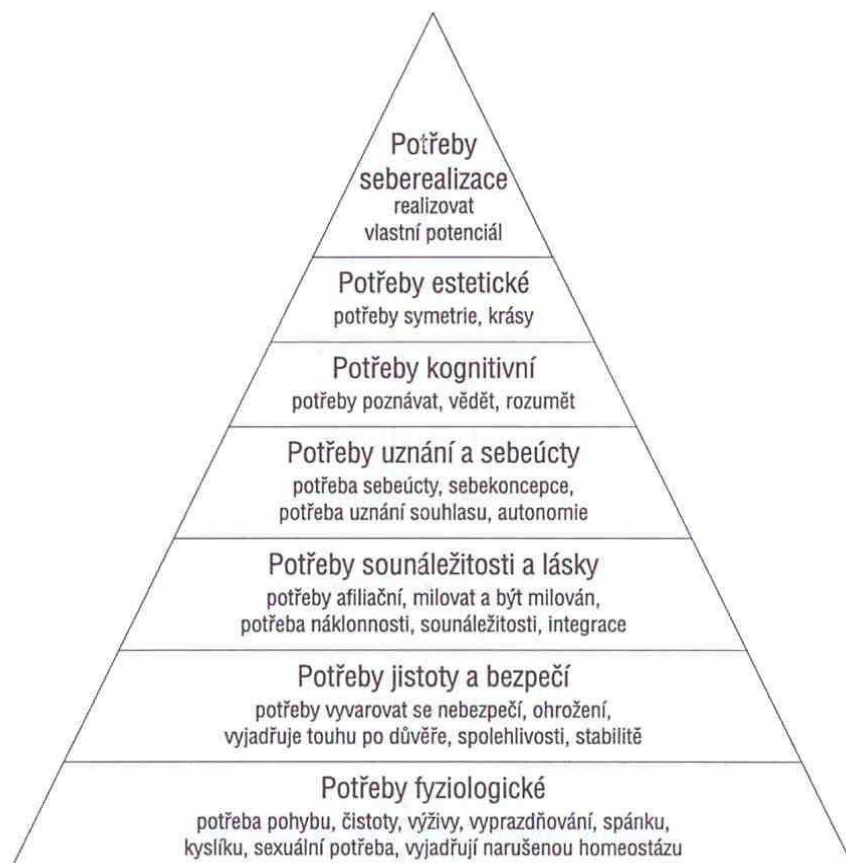 Potřeby
seberealizace
realizovat
vlastní potenciál
Potřeby estetické
potřeby symetrie, krásy
Potřeby kognitivní
potřeby poznávat, vědět, rozumět
Potřeby uznání a sebeúcty
potřeba sebeúcty, sebekoncepce,
potřeba uznání souhlasu, autonomie
Potřeby sounáležitosti a lásky
potřeby afiliační, milovat a být milován,
potřeba náklonnosti, sounáležitosti, integrace
Potřeby jistoty a bezpečí
potřeby vyvarovat se nebezpečí, ohrožení,
vyjadřuje touhu po důvěře, spolehlivosti, stabilitě
Potřeby fyziologické
potřeba pohybu, čistoty, výživy, vyprazdňování, spánku,
kyslíku, sexuální potřeba, vyjadřují narušenou homeostázu